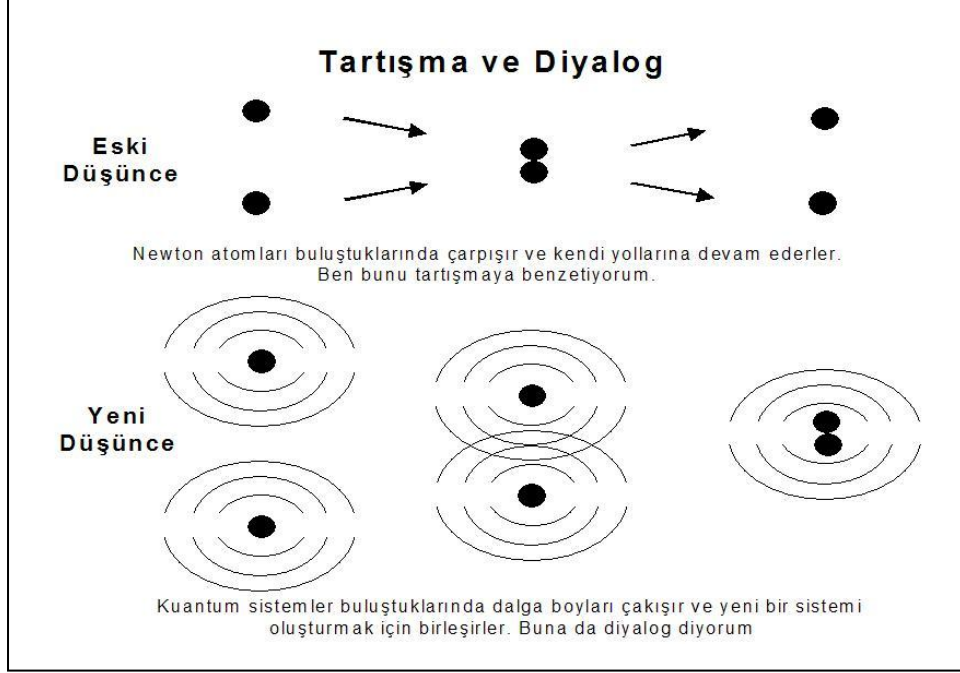 Tartışma ve Diyalog
Eski
Düşünce
Newton atomları buluştuklarında çarpışır ve kendi yollarına devam ederler.
Ben bunu tartışmaya benzetiyorum.
Yeni
Düşünce
Kuantum sistemler buluştuklarında dalga boyları çakışır ve yeni bir sistemi
oluşturmak için birleşirler. Buna da diyalog diyorum